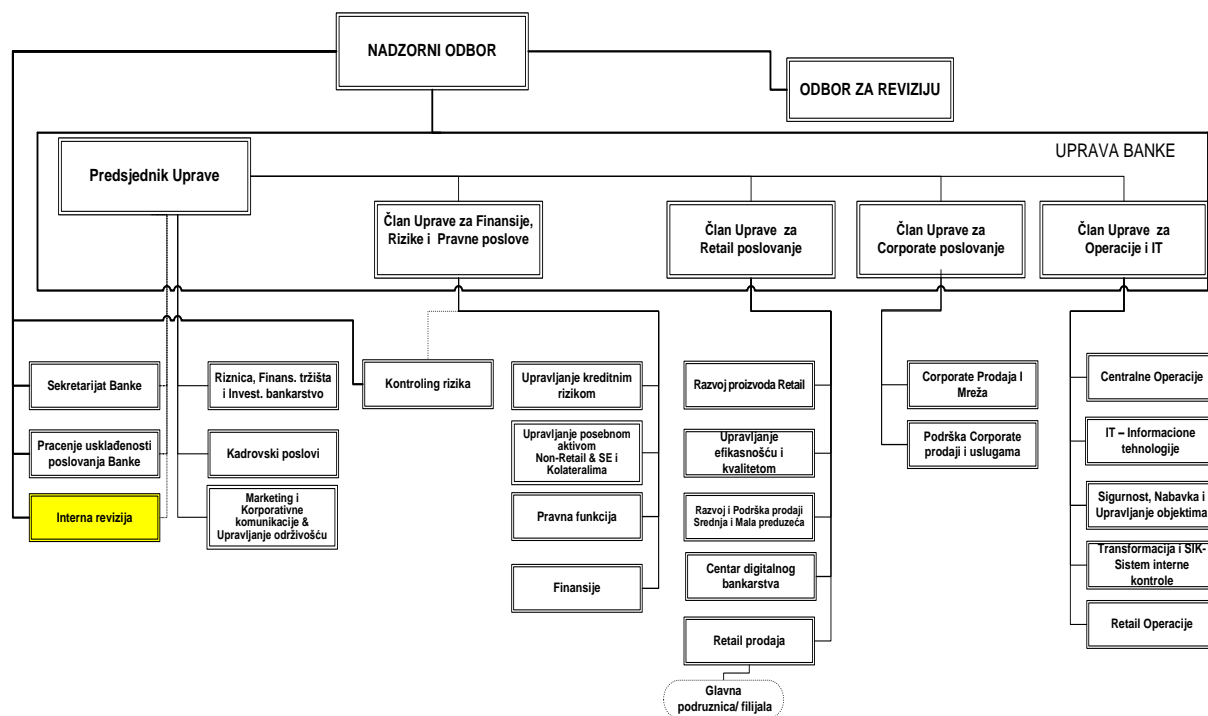 NADZORNI ODBOR
ODBOR ZA REVIZIJU
UPRAVA BANKE
Predsjednik Uprave
Član Uprave za Finansije,
Rizike i Pravne poslove
Član Uprave za
Retail poslovanje
Član Uprave za
Corporate poslovanje
Član Uprave za
Operacije i IT
Sekretarijat Banke
Pracenje usklađenosti
poslovanja Banke
Interna revizija
Riznica, Finans. tržišta
i Invest. bankarstvo
Kadrovski poslovi
Marketing i
Korporativne
komunikacije &
Upravljanje održivošću
Kontroling rizika
Upravljanje kreditnim
rizikom
Upravljanje posebnom
aktivom
Non-Retail & SE i
Kolateralima
Pravna funkcija
Finansije
Razvoj proizvoda Retail
Upravljanje
efikasnošću i
kvalitetom
Razvoj i Podrška prodaji
Srednja i Mala preduzeća
Centar digitalnog
bankarstva
Retail prodaja
Glavna
podruznica/ filijala
Corporate Prodaja I
Mreža
Podrška Corporate
prodaji i uslugama
Centralne Operacije
IT – Informacione
tehnologije
Sigurnost, Nabavka i
Upravljanje objektima
Transformacija i SIK-
Sistem interne
kontrole
Retail Operacije